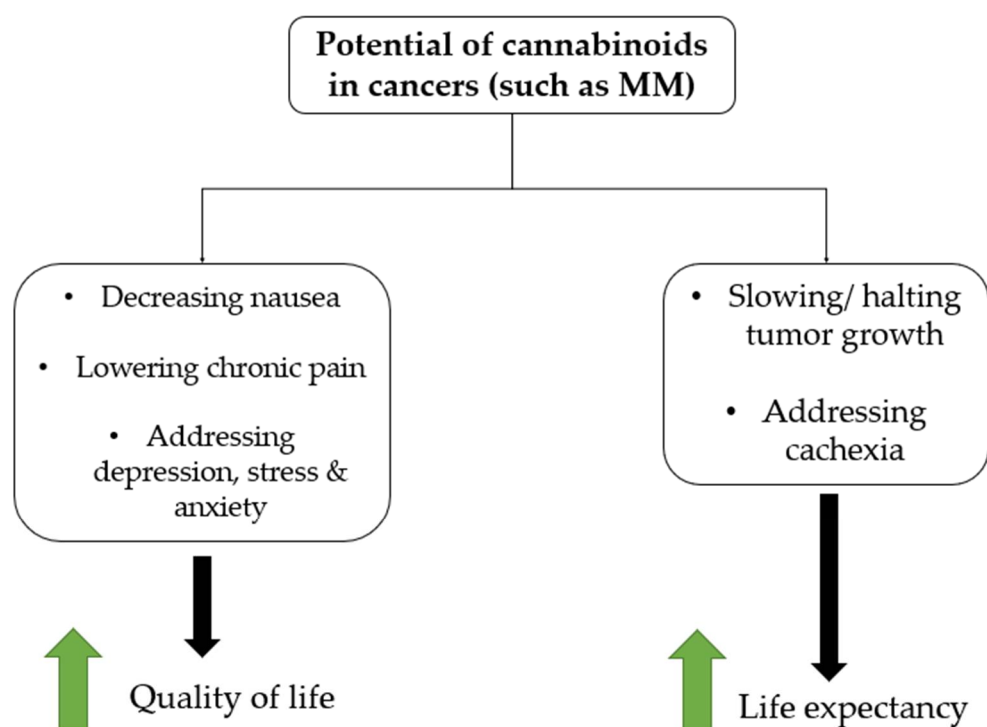 Potential of cannabinoids
in cancers (such as MM)
• Decreasing nausea
• Lowering chronic pain
• Addressing
depression, stress &
anxiety
• Slowing/ halting
tumor growth
• Addressing
cachexia
Quality of life
Life expectancy